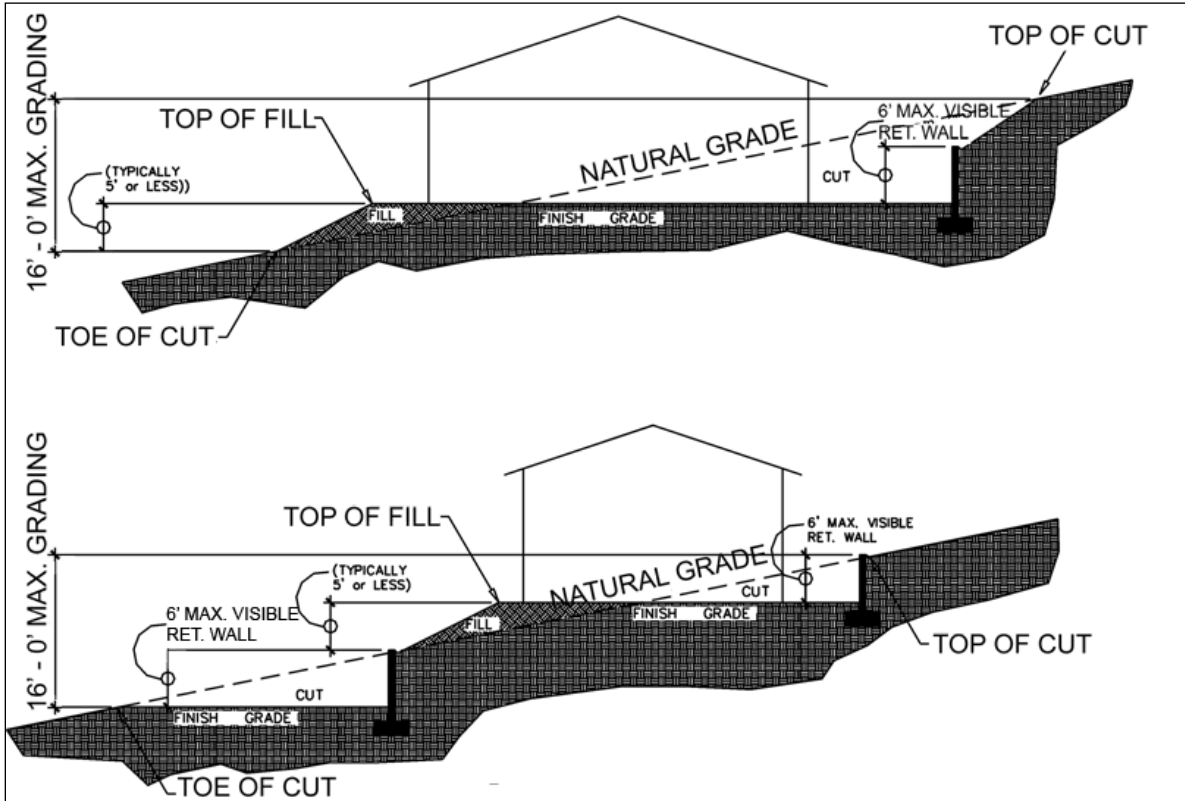 TOP OF CUT
16' - 0' MAX. GRADING
TOP OF FILL
6' MAX. VISIBLE
RET. WALL
(TYPICALLY
5' or LESS))
NATURAL GRADE
CUT
FILL
FINISH GRADE
TOE OF CUT
16' - 0' MAX. GRADING
TOP OF FILL
6' MAX. VISIBLE
RET. WALL
(TYPICALLY
5' or LESS)
NATURAL GRADE
CUT
6' MAX. VISIBLE
RET. WALL
FINISH GRADE
FILL
TOP OF CUT
CUT
FINISH GRADE
TOE OF CUT